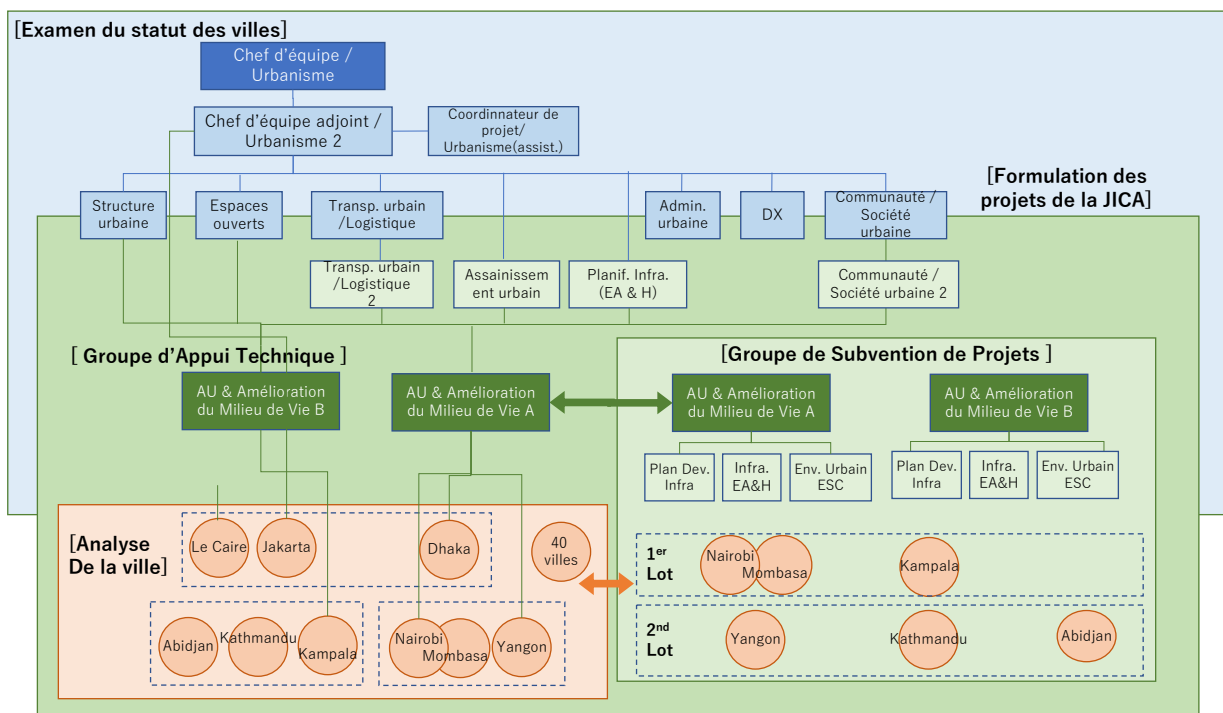 [Examen du statut des villes]
Chef d'équipe /
Urbanisme
Chef d'équipe adjoint /
Urbanisme 2
Coordinnateur de
projet/
Urbanisme(assist.)
[Formulation des
projets de la JICA]
Structure
urbaine
Espaces
ouverts
Transp. urbain
/Logistique
Admin.
urbaine
DX
Communauté /
Société
urbaine
Transp. urbain
/Logistique
2
Assainissem
ent urbain
Planif. Infra.
(EA & H)
Communauté /
Société urbaine 2
[ Groupe d'Appui Technique ]
[Groupe de Subvention de Projets ]
AU & Amélioration
du Milieu de Vie B
AU & Amélioration
du Milieu de Vie A
AU & Amélioration
du Milieu de Vie A
AU & Amélioration
du Milieu de Vie B
Plan Dev.
Infra
Infra.
EA&H
Env. Urbain
ESC
Plan Dev.
Infra
Infra.
EA&H
Env. Urbain
ESC
[Analyse
De la ville]
Le Caire
Jakarta
Dhaka
40
villes
Abidjan
Kathmandu
Kampala
Nairobi
Mombasa
Yangon
1er
Lot
Nairobi
Mombasa
Kampala
2nd
Lot
Yangon
Kathmandu
Abidjan